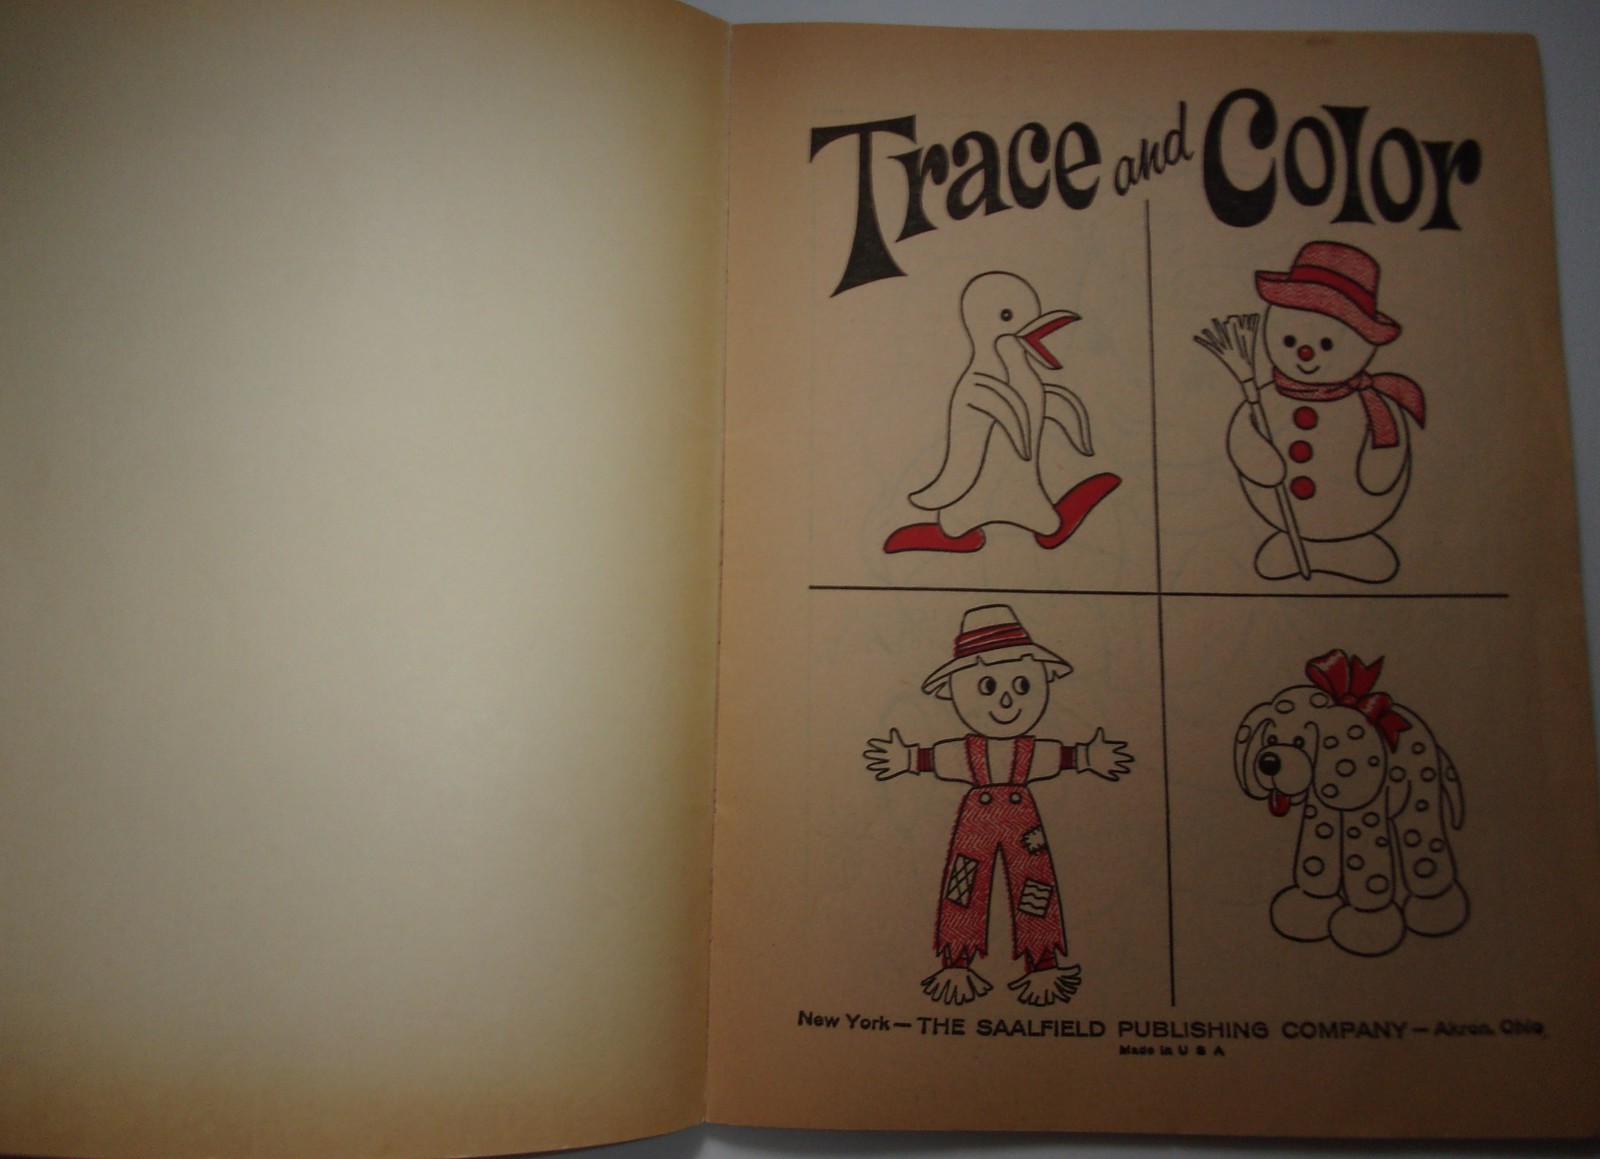 Trace and Color
New York — THE SAALFIELD PUBLISHING COMPANY — Akron, Ohio
Made in U S A